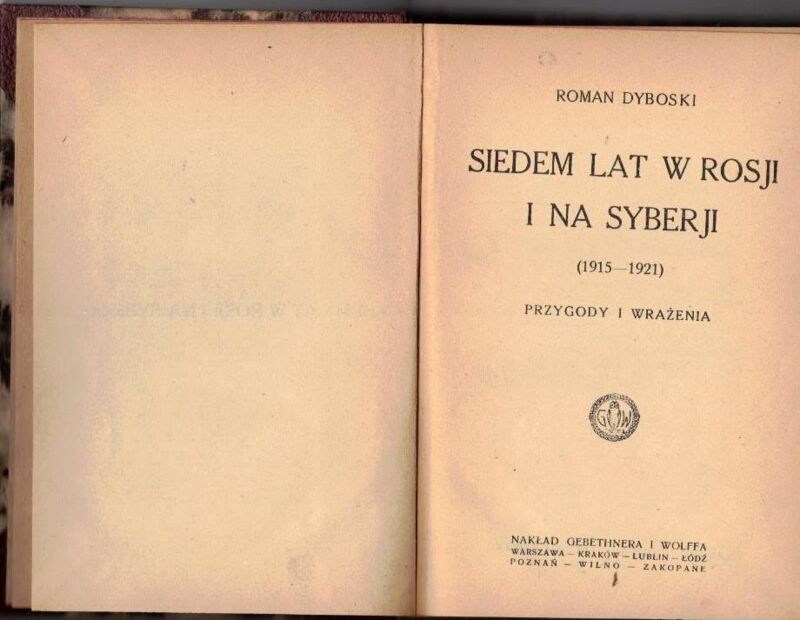 ROMAN DYBOSKI
SIEDEM LAT W ROSJI
I NA SYBERJI
(1915—1921)
PRZYGODY I WRAŻENIA
G W
NAKŁAD GEBETHNERA I WOLFFA
WARSZAWA — KRAKÓW — LUBLIN — ŁÓDŹ
POZNAŃ — WILNO — ZAKOPANE